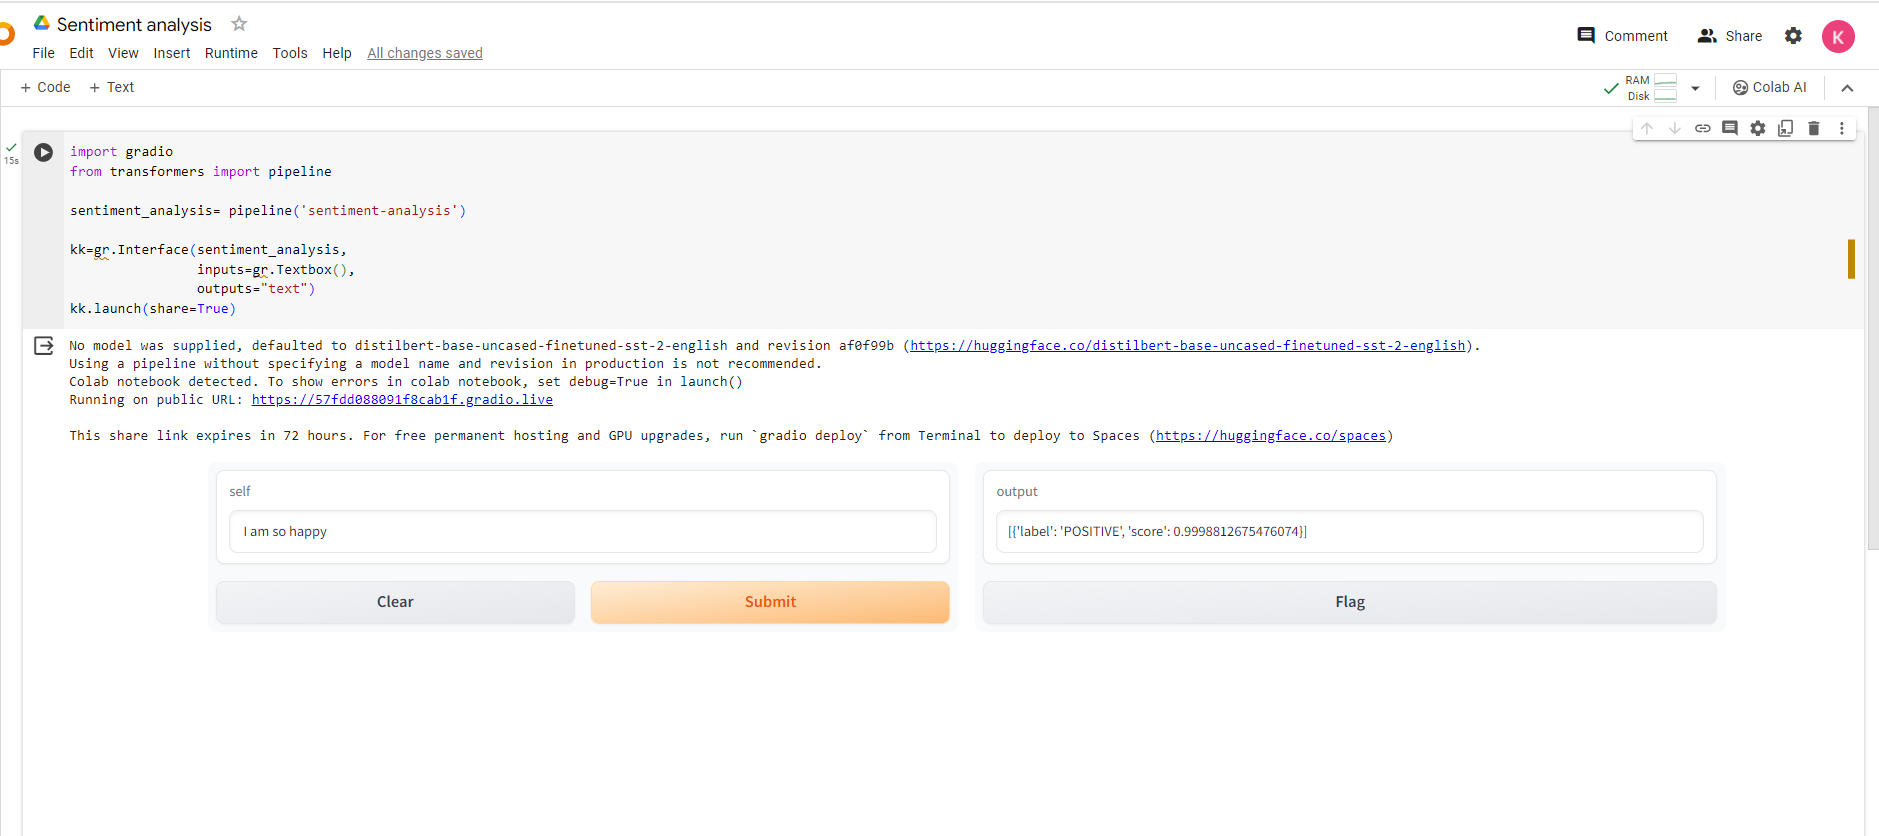 Sentiment analysis
File Edit View Insert Runtime Tools Help All changes saved
Comment Share K
+ Code + Text
RAM
Disk
Colab AI
15s
import gradio
from transformers import pipeline
sentiment_analysis= pipeline('sentiment-analysis')
kk=gr.Interface(sentiment_analysis,
inputs=gr.Textbox(),
outputs="text")
kk.launch(share=True)
No model was supplied, defaulted to distilbert-base-uncased-finetuned-sst-2-english and revision af0f99b (https://huggingface.co/distilbert-base-uncased-finetuned-sst-2-english).
Using a pipeline without specifying a model name and revision in production is not recommended.
Colab notebook detected. To show errors in colab notebook, set debug=True in launch()
Running on public URL: https://57fdd088091f8cab1f.gradio.live
This share link expires in 72 hours. For free permanent hosting and GPU upgrades, run `gradio deploy` from Terminal to deploy to Spaces (https://huggingface.co/spaces)
self
I am so happy
Clear Submit
output
[{'label': 'POSITIVE', 'score': 0.9998812675476074}]
Flag